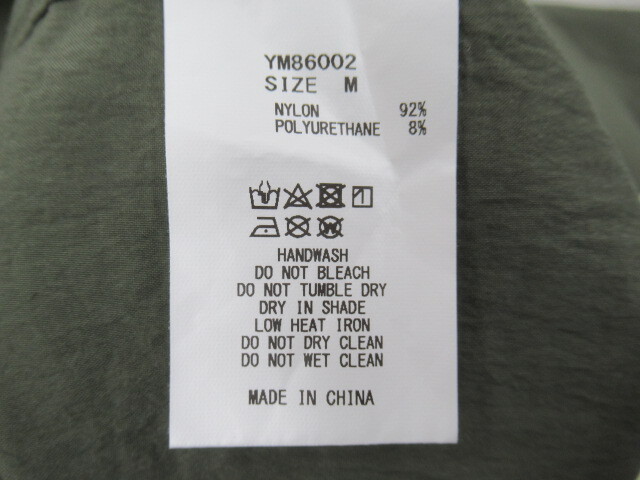 YM86002
SIZE M
NYLON 92%
POLYURETHANE 8%
HANDWASH
DO NOT BLEACH
DO NOT TUMBLE DRY
DRY IN SHADE
LOW HEAT IRON
DO NOT DRY CLEAN
DO NOT WET CLEAN
MADE IN CHINA